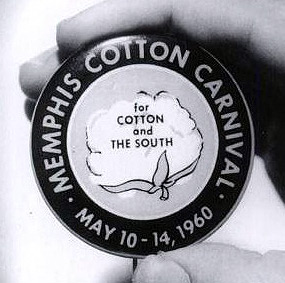 · MEMPHIS COTTON CARNIVAL ·
MAY 10 - 14, 1960
for
COTTON
and
THE SOUTH